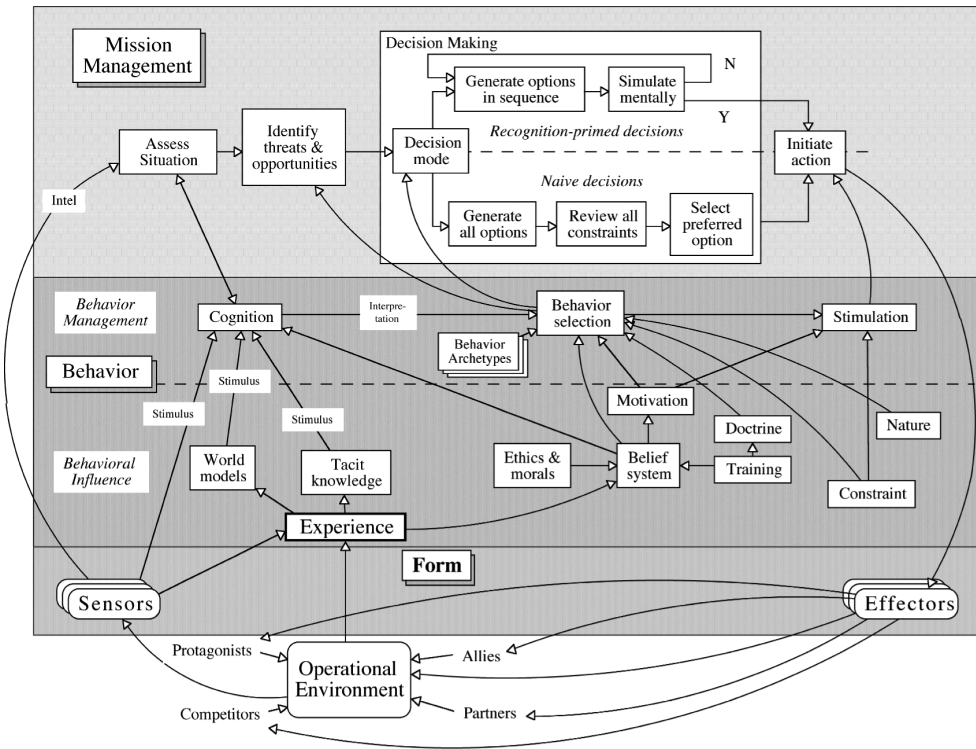 Mission
Management
Decision Making
Generate options
in sequence
Simulate
mentally
N
Y
Assess
Situation
Identify
threats &
opportunities
Decision
mode
Recognition-primed decisions
Initiate
action
Naive decisions
Intel
Generate
all options
Review all
constraints
Select
preferred
option
Behavior
Management
Cognition
Interpre-
tation
Behavior
selection
Stimulation
Behavior
Archetypes
Behavior
Stimulus
Stimulus
Stimulus
Motivation
Doctrine
Nature
Behavioral
Influence
World
models
Tacit
knowledge
Ethics &
morals
Belief
system
Training
Constraint
Experience
Form
Sensors
Effectors
Protagonists
Operational
Environment
Allies
Competitors
Partners